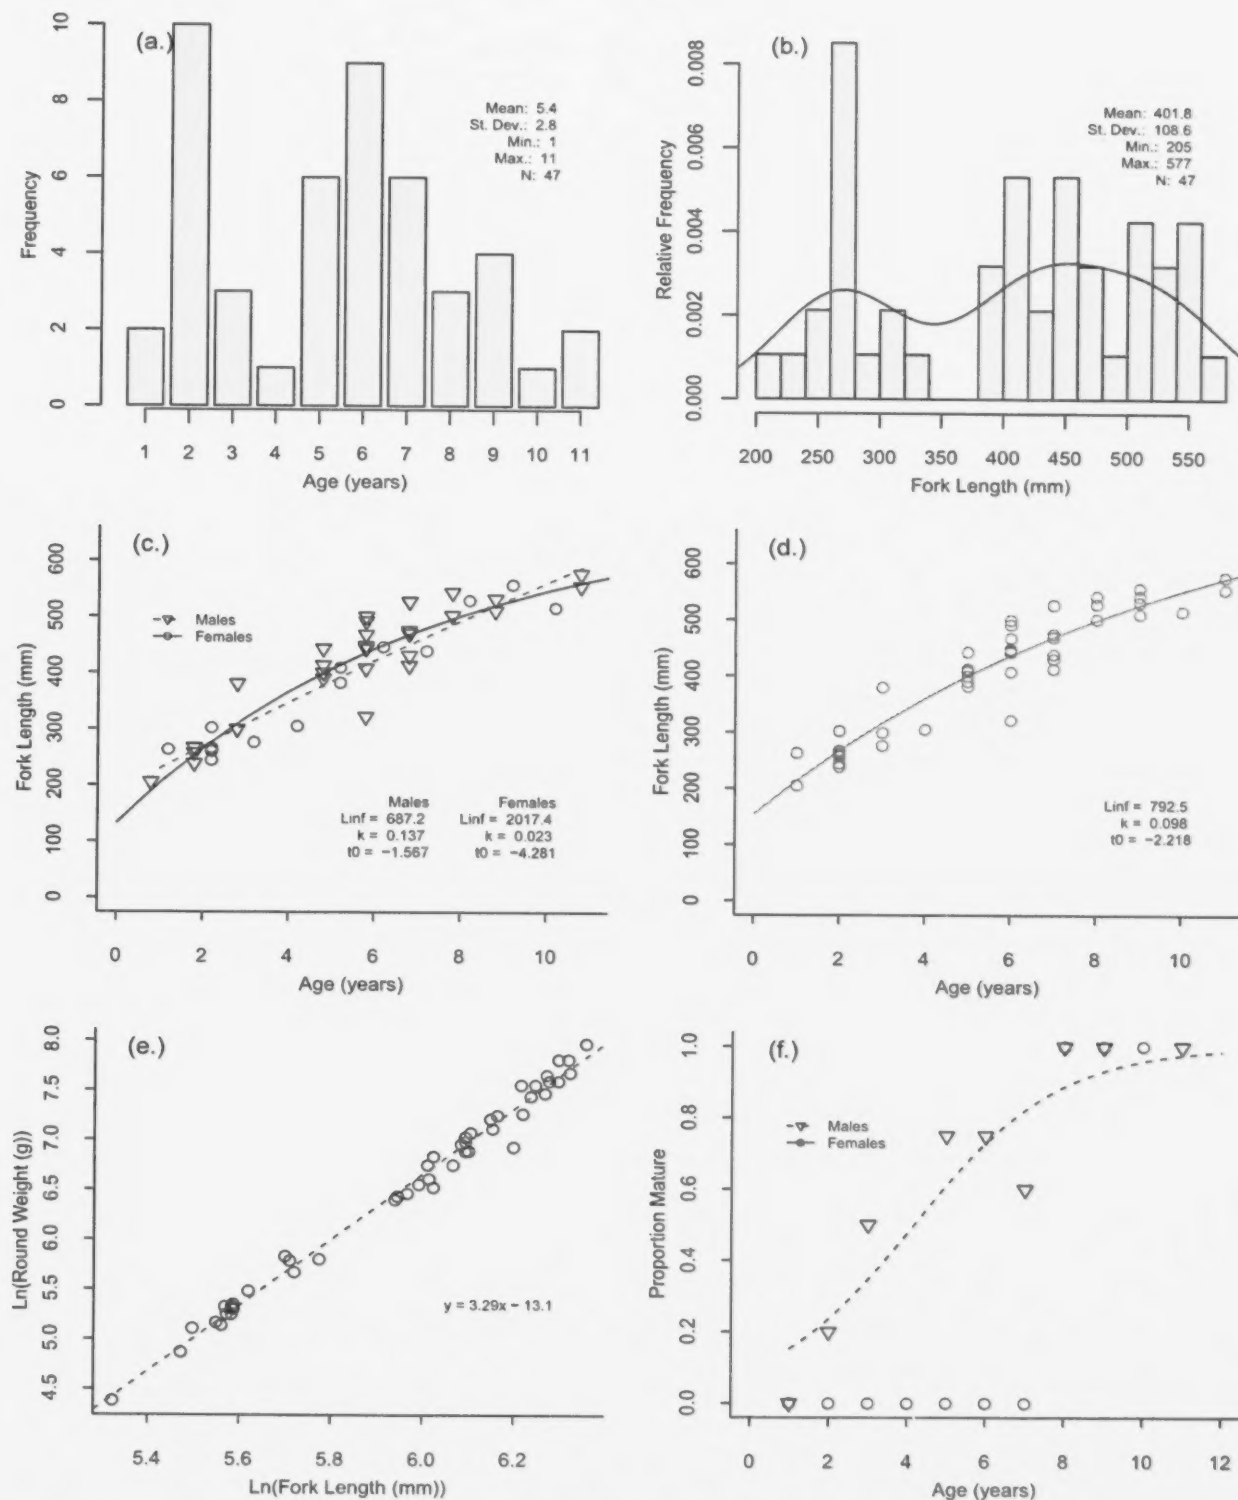 (a.)
Mean: 5.4
St. Dev.: 2.8
Min.: 1
Max.: 11
N: 47
Frequency
0 2 4 6 8 10
1 2 3 4 5 6 7 8 9 10 11
Age (years)
(b.)
Mean: 401.8
St. Dev.: 108.6
Min.: 205
Max.: 577
N: 47
Relative Frequency
0.000 0.002 0.004 0.006 0.008
200 250 300 350 400 450 500 550
Fork Length (mm)
(c.)
Males
Females
Males Females
Linf = 687.2 Linf = 2017.4
k = 0.137 k = 0.023
t0 = −1.567 t0 = −4.281
Fork Length (mm)
0 100 200 300 400 500 600
0 2 4 6 8 10
Age (years)
(d.)
Linf = 792.5
k = 0.098
t0 = −2.218
Fork Length (mm)
0 100 200 300 400 500 600
0 2 4 6 8 10
Age (years)
(e.)
y = 3.29x − 13.1
Ln(Round Weight (g))
4.5 5.0 5.5 6.0 6.5 7.0 7.5 8.0
5.4 5.6 5.8 6.0 6.2
Ln(Fork Length (mm))
(f.)
Males
Females
Proportion Mature
0.0 0.2 0.4 0.6 0.8 1.0
0 2 4 6 8 10 12
Age (years)